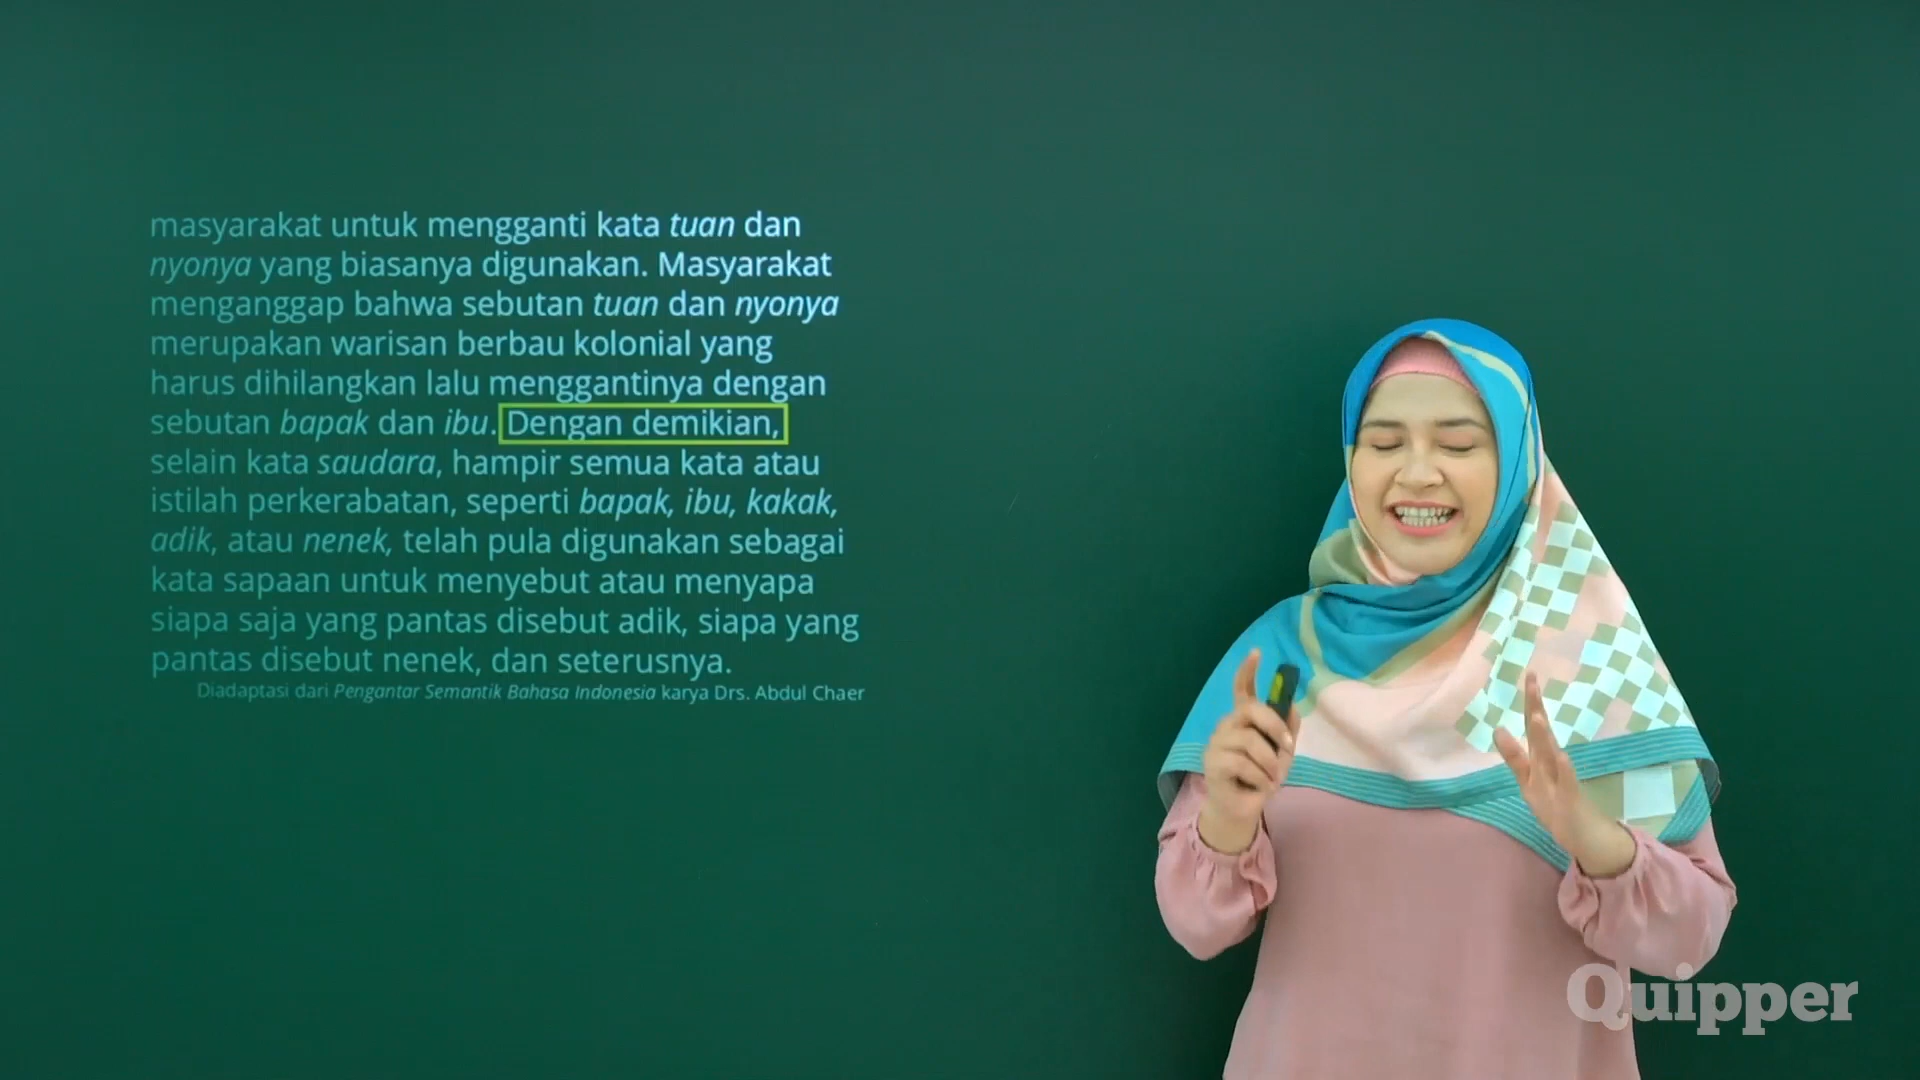 masyarakat untuk mengganti kata tuan dan
nyonya yang biasanya digunakan. Masyarakat
menganggap bahwa sebutan tuan dan nyonya
merupakan warisan berbau kolonial yang
harus dihilangkan lalu menggantinya dengan
sebutan bapak dan ibu. Dengan demikian,
selain kata saudara, hampir semua kata atau
istilah perkerabatan, seperti bapak, ibu, kakak,
adik, atau nenek, telah pula digunakan sebagai
kata sapaan untuk menyebut atau menyapa
siapa saja yang pantas disebut adik, siapa yang
pantas disebut nenek, dan seterusnya.
Diadaptasi dari Pengantar Semantik Bahasa Indonesia karya Drs. Abdul Chaer
Quipper